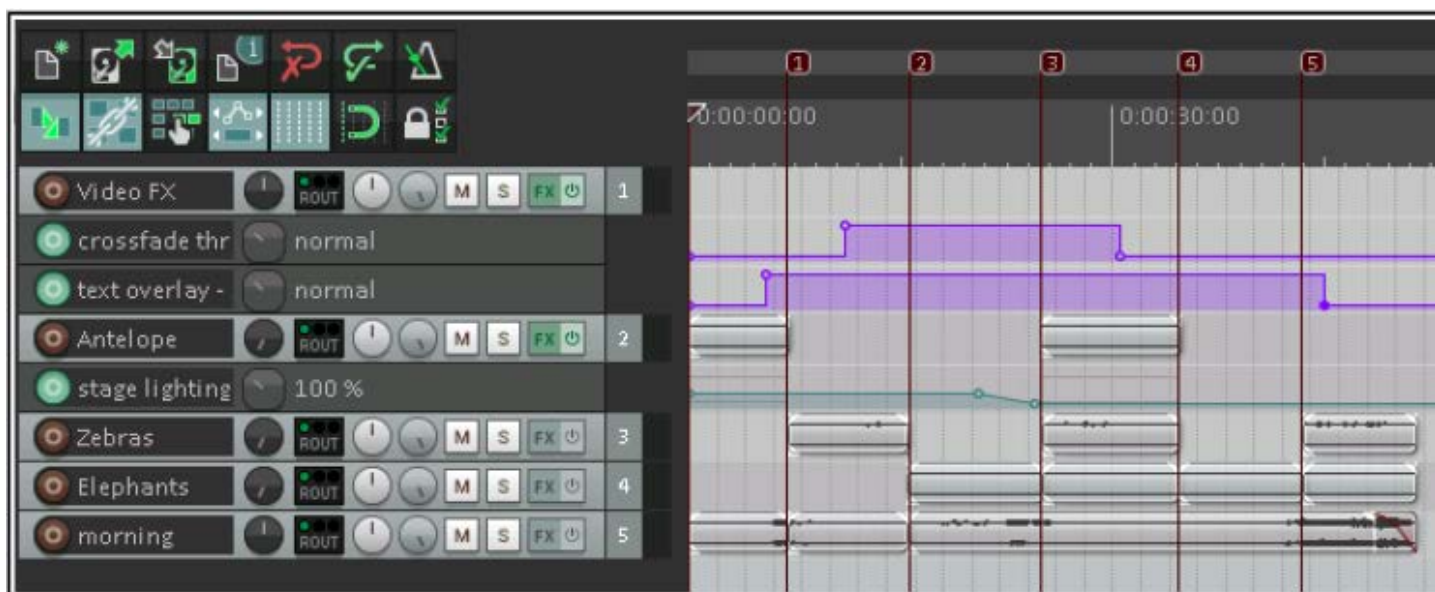 1
1 2 3 4 5
0:00:00:00 0:00:30:00
Video FX ROUT M S FX 1
crossfade thr normal
text overlay - normal
Antelope ROUT M S FX 2
stage lighting 100 %
Zebras ROUT M S FX 3
Elephants ROUT M S FX 4
morning ROUT M S FX 5